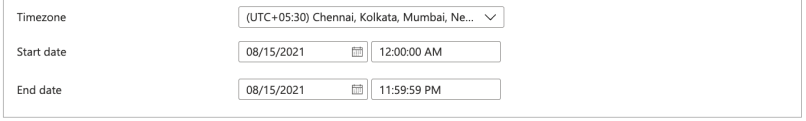 Timezone (UTC+05:30) Chennai, Kolkata, Mumbai, Ne...
Start date 08/15/2021 12:00:00 AM
End date 08/15/2021 11:59:59 PM